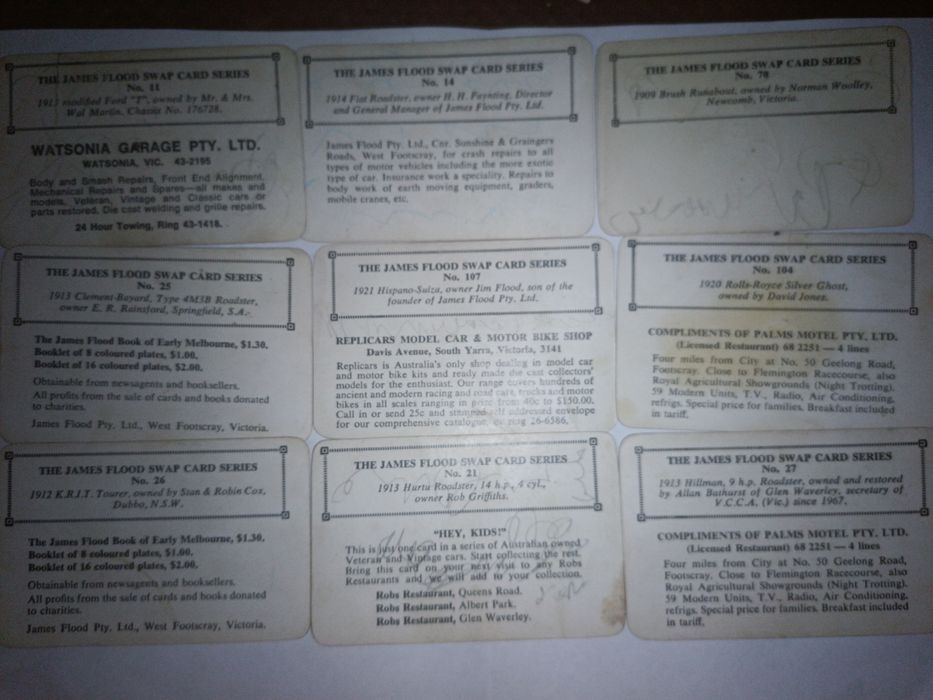 THE JAMES FLOOD SWAP CARD SERIES
No. 11
1913 modified Ford "T", owned by Mr. & Mrs.
Wal Martin. Chassis No. 176728.
WATSONIA GARAGE PTY. LTD.
WATSONIA, VIC. 43-2195
Body and Smash Repairs, Front End Alignment,
Mechanical Repairs and Spares—all makes and
models, Veteran, Vintage and Classic cars or
parts restored. Die cast welding and grille repairs.
24 Hour Towing, Ring 43-1418.
THE JAMES FLOOD SWAP CARD SERIES
No. 14
1914 Fiat Roadster, owner H. H. Paynting, Director
and General Manager of James Flood Pty. Ltd.
James Flood Pty. Ltd., Cnr. Sunshine & Graingers
Roads, West Footscray, for crash repairs to all
types of motor vehicles including the more exotic
type of car. Insurance work a speciality. Repairs to
body work of earth moving equipment, graders,
mobile cranes, etc.
THE JAMES FLOOD SWAP CARD SERIES
No. 70
1909 Brush Runabout, owned by Norman Woolley,
Newcomb, Victoria.
THE JAMES FLOOD SWAP CARD SERIES
No. 25
1913 Clement-Bayard, Type 4M3B Roadster,
owner E. R. Rainsford, Springfield, S.A.
The James Flood Book of Early Melbourne, $1.30.
Booklet of 8 coloured plates, $1.00.
Booklet of 16 coloured plates, $2.00.
Obtainable from newsagents and booksellers.
All profits from the sale of cards and books donated
to charities.
James Flood Pty. Ltd., West Footscray, Victoria.
THE JAMES FLOOD SWAP CARD SERIES
No. 107
1921 Hispano-Suiza, owner Jim Flood, son of the
founder of James Flood Pty. Ltd.
REPLICARS MODEL CAR & MOTOR BIKE SHOP
Davis Avenue, South Yarra, Victoria, 3141
Replicars is Australia's only shop dealing in model car
and motor bike kits and ready made die cast collectors'
models for the enthusiast. Our range covers hundreds of
ancient and modern racing and road cars, trucks and motor
bikes in all scales ranging in price from 40c to $150.00.
Call in or send 25c and stamped self addressed envelope
for our comprehensive catalogue, or ring 26-6586.
THE JAMES FLOOD SWAP CARD SERIES
No. 104
1920 Rolls-Royce Silver Ghost,
owned by David Jones.
COMPLIMENTS OF PALMS MOTEL PTY. LTD.
(Licensed Restaurant) 68 2251 — 4 lines
Four miles from City at No. 50 Geelong Road,
Footscray. Close to Flemington Racecourse, also
Royal Agricultural Showgrounds (Night Trotting).
59 Modern Units, T.V., Radio, Air Conditioning,
refrigs. Special price for families. Breakfast included
in tariff.
THE JAMES FLOOD SWAP CARD SERIES
No. 26
1912 K.R.I.T. Tourer, owned by Stan & Robin Cox,
Dubbo, N.S.W.
The James Flood Book of Early Melbourne, $1.30.
Booklet of 8 coloured plates, $1.00.
Booklet of 16 coloured plates, $2.00.
Obtainable from newsagents and booksellers.
All profits from the sale of cards and books donated
to charities.
James Flood Pty. Ltd., West Footscray, Victoria.
THE JAMES FLOOD SWAP CARD SERIES
No. 21
1913 Hurtu Roadster, 14 h.p., 4 cyl.,
owner Rob Griffiths.
"HEY, KIDS!"
This is just one card in a series of Australian owned
Veteran and Vintage cars. Start collecting the rest.
Bring this card on your next visit to any Robs
Restaurants and we will add to your collection.
Robs Restaurant, Queens Road.
Robs Restaurant, Albert Park.
Robs Restaurant, Glen Waverley.
THE JAMES FLOOD SWAP CARD SERIES
No. 27
1913 Hillman, 9 h.p. Roadster, owned and restored
by Allan Bathurst of Glen Waverley, secretary of
V.C.C.A. (Vic.) since 1967.
COMPLIMENTS OF PALMS MOTEL PTY. LTD.
(Licensed Restaurant) 68 2251 — 4 lines
Four miles from City at No. 50 Geelong Road,
Footscray. Close to Flemington Racecourse, also
Royal Agricultural Showgrounds (Night Trotting).
59 Modern Units, T.V., Radio, Air Conditioning,
refrigs. Special price for families. Breakfast included
in tariff.